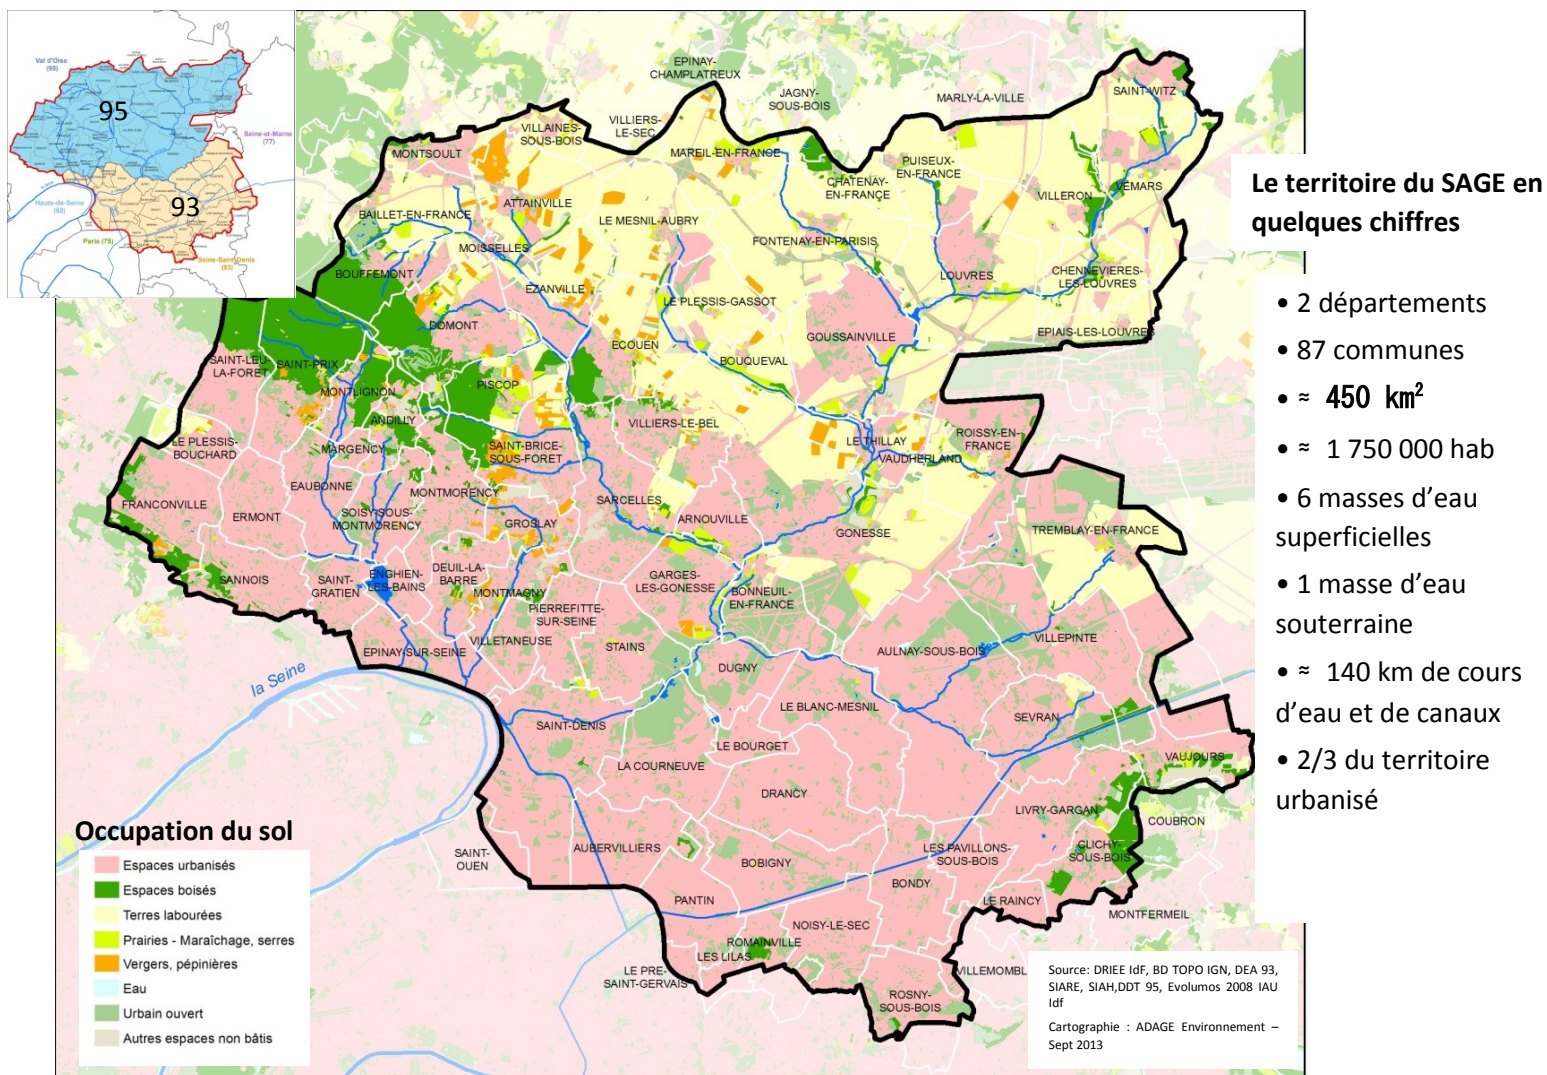 Val d'Oise
(95)
95
Seine-et-Marne
(77)
Hauts-de-Seine
(92)
93
Paris (75)
Seine-Saint-Denis
(93)
EPINAY-
CHAMPLATREUX
JAGNY-
SOUS-BOIS
MARLY-LA-VILLE
SAINT-WITZ
VILLIERS-
LE-SEC
VILLAINES-
SOUS-BOIS
MONTSOULT
MAREIL-EN-FRANCE
PUISEUX-
EN-FRANCE
CHATENAY-
EN-FRANCE
VILLERON
VEMARS
ATTAINVILLE
BAILLET-EN-FRANCE
LE MESNIL-AUBRY
MOISSELLES
FONTENAY-EN-PARISIS
BOUFFEMONT
LOUVRES
CHENNEVIERES-
LES-LOUVRES
EZANVILLE
LE PLESSIS-GASSOT
DOMONT
GOUSSAINVILLE
EPIAIS-LES-LOUVRES
ECOUEN
BOUQUEVAL
SAINT-LEU-
LA-FORET
SAINT-PRIX
MONTLIGNON
PISCOP
ANDILLY
VILLIERS-LE-BEL
LE PLESSIS-
BOUCHARD
MARGENCY
SAINT-BRICE-
SOUS-FORET
LE THILLAY
ROISSY-EN-
FRANCE
VAUDHERLAND
EAUBONNE
MONTMORENCY
FRANCONVILLE
ERMONT
SOISY-SOUS-
MONTMORENCY
SARCELLES
ARNOUVILLE
GROSLAY
GONESSE
TREMBLAY-EN-FRANCE
SANNOIS
SAINT-
GRATIEN
ENGHIEN-
LES-BAINS
DEUIL-LA-
BARRE
MONTMAGNY
GARGES-
LES-GONESSE
BONNEUIL-
EN-FRANCE
PIERREFITTE-
SUR-SEINE
VILLETANEUSE
EPINAY-SUR-SEINE
STAINS
DUGNY
AULNAY-SOUS-BOIS
VILLEPINTE
la Seine
SAINT-DENIS
LE BLANC-MESNIL
SEVRAN
LE BOURGET
LA COURNEUVE
VAUJOURS
DRANCY
LIVRY-GARGAN
COUBRON
AUBERVILLIERS
SAINT-
OUEN
BOBIGNY
LES PAVILLONS-
SOUS-BOIS
CLICHY-
SOUS-BOIS
BONDY
PANTIN
LE RAINCY
MONTFERMEIL
NOISY-LE-SEC
ROMAINVILLE
LES LILAS
LE PRE-
SAINT-GERVAIS
VILLEMOMBL
ROSNY-
SOUS-BOIS
Occupation du sol
Espaces urbanisés
Espaces boisés
Terres labourées
Prairies - Maraîchage, serres
Vergers, pépinières
Eau
Urbain ouvert
Autres espaces non bâtis
Source: DRIEE IdF, BD TOPO IGN, DEA 93,
SIARE, SIAH,DDT 95, Evolumos 2008 IAU
Idf
Cartographie : ADAGE Environnement –
Sept 2013
Le territoire du SAGE en
quelques chiffres
• 2 départements
• 87 communes
• ≈ 450 km²
• ≈ 1 750 000 hab
• 6 masses d'eau
superficielles
• 1 masse d'eau
souterraine
• ≈ 140 km de cours
d'eau et de canaux
• 2/3 du territoire
urbanisé